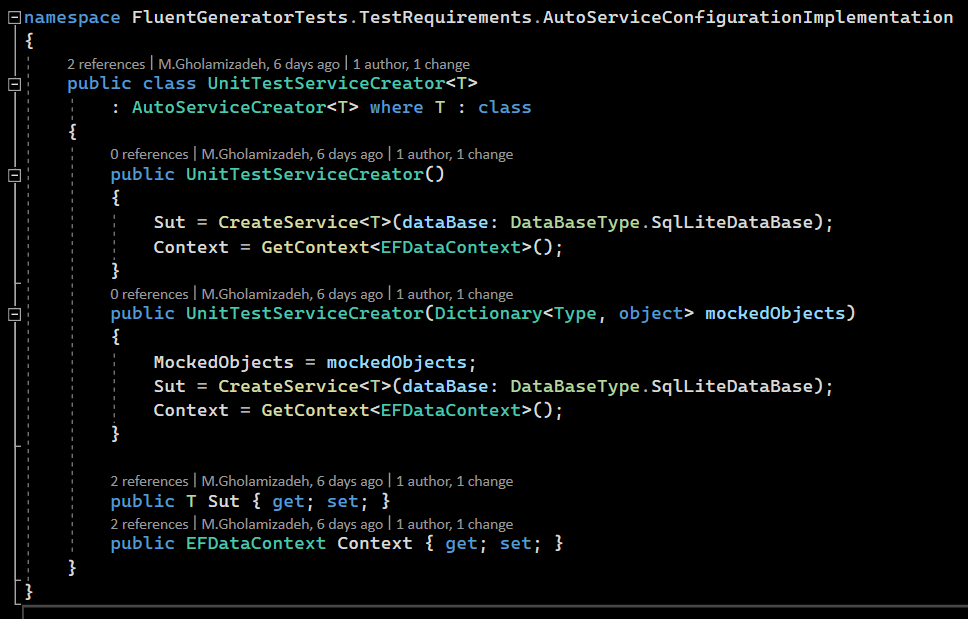 namespace FluentGeneratorTests.TestRequirements.AutoServiceConfigurationImplementation
{
2 references | M.Gholamizadeh, 6 days ago | 1 author, 1 change
public class UnitTestServiceCreator<T>
: AutoServiceCreator<T> where T : class
{
0 references | M.Gholamizadeh, 6 days ago | 1 author, 1 change
public UnitTestServiceCreator()
{
Sut = CreateService<T>(dataBase: DataBaseType.SqlLiteDataBase);
Context = GetContext<EFDataContext>();
}
0 references | M.Gholamizadeh, 6 days ago | 1 author, 1 change
public UnitTestServiceCreator(Dictionary<Type, object> mockedObjects)
{
MockedObjects = mockedObjects;
Sut = CreateService<T>(dataBase: DataBaseType.SqlLiteDataBase);
Context = GetContext<EFDataContext>();
}
2 references | M.Gholamizadeh, 6 days ago | 1 author, 1 change
public T Sut { get; set; }
2 references | M.Gholamizadeh, 6 days ago | 1 author, 1 change
public EFDataContext Context { get; set; }
}
}